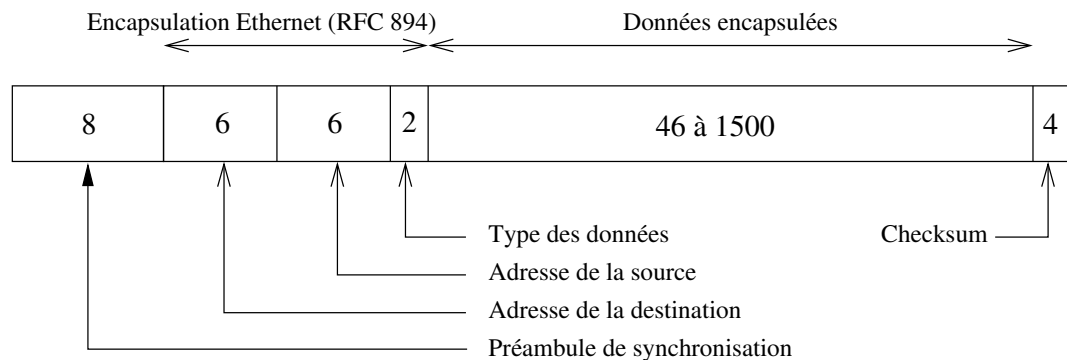 Encapsulation Ethernet (RFC 894) Données encapsulées
8 6 6 2 46 à 1500 4
Type des données Checksum
Adresse de la source
Adresse de la destination
Préambule de synchronisation